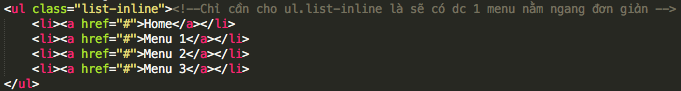 <ul class="list-inline"><!--Chỉ cần cho ul.list-inline là sẽ có dc 1 menu nằm ngang đơn giản -->
<li><a href="#">Home</a></li>
<li><a href="#">Menu 1</a></li>
<li><a href="#">Menu 2</a></li>
<li><a href="#">Menu 3</a></li>
</ul>